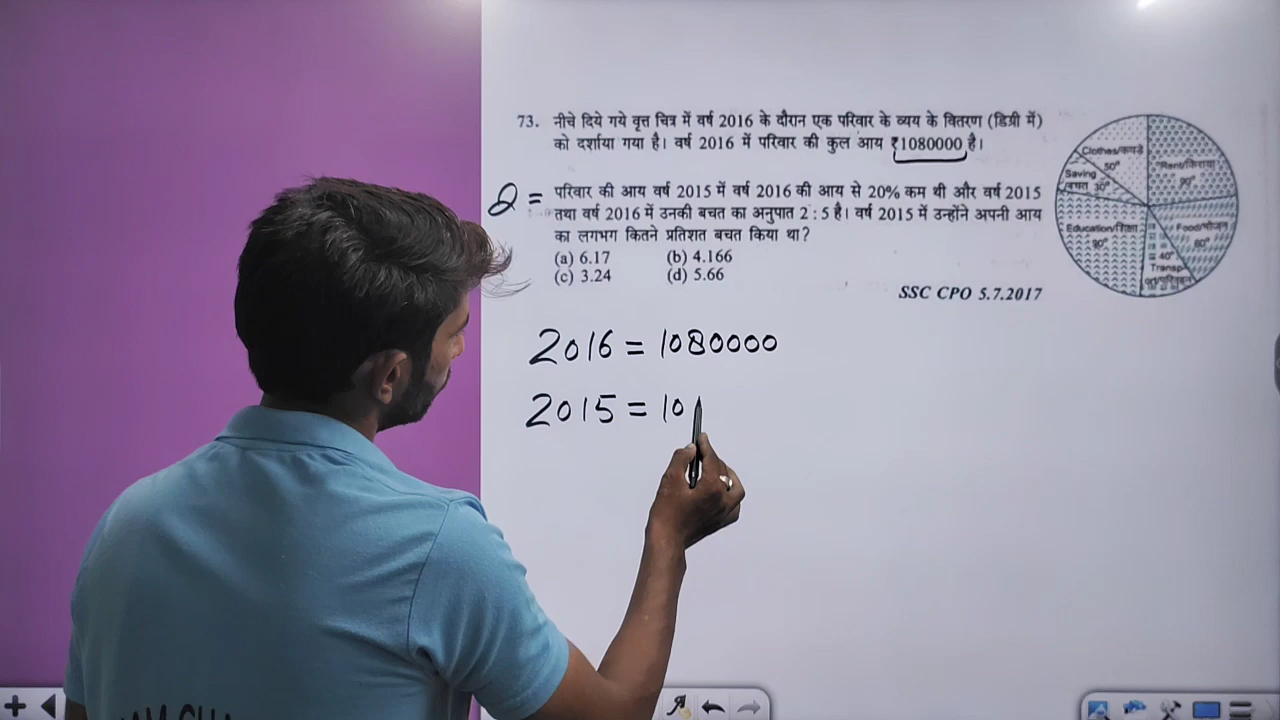 73. नीचे दिये गये वृत्त चित्र में वर्ष 2016 के दौरान एक परिवार के व्यय के वितरण (डिग्री में)
को दर्शाया गया है। वर्ष 2016 में परिवार की कुल आय ₹1080000 है।
Q = परिवार की आय वर्ष 2015 में वर्ष 2016 की आय से 20% कम थी और वर्ष 2015
तथा वर्ष 2016 में उनकी बचत का अनुपात 2 : 5 है। वर्ष 2015 में उन्होंने अपनी आय
का लगभग कितने प्रतिशत बचत किया था?
(a) 6.17 (b) 4.166
(c) 3.24 (d) 5.66
SSC CPO 5.7.2017
Clothes/कपड़े
50°
Rent/किराया
90°
Saving
बचत 30°
Education/शिक्षा
90°
Food/भोजन
60°
40°
Transp-
2016 = 1080000
2015 = 10